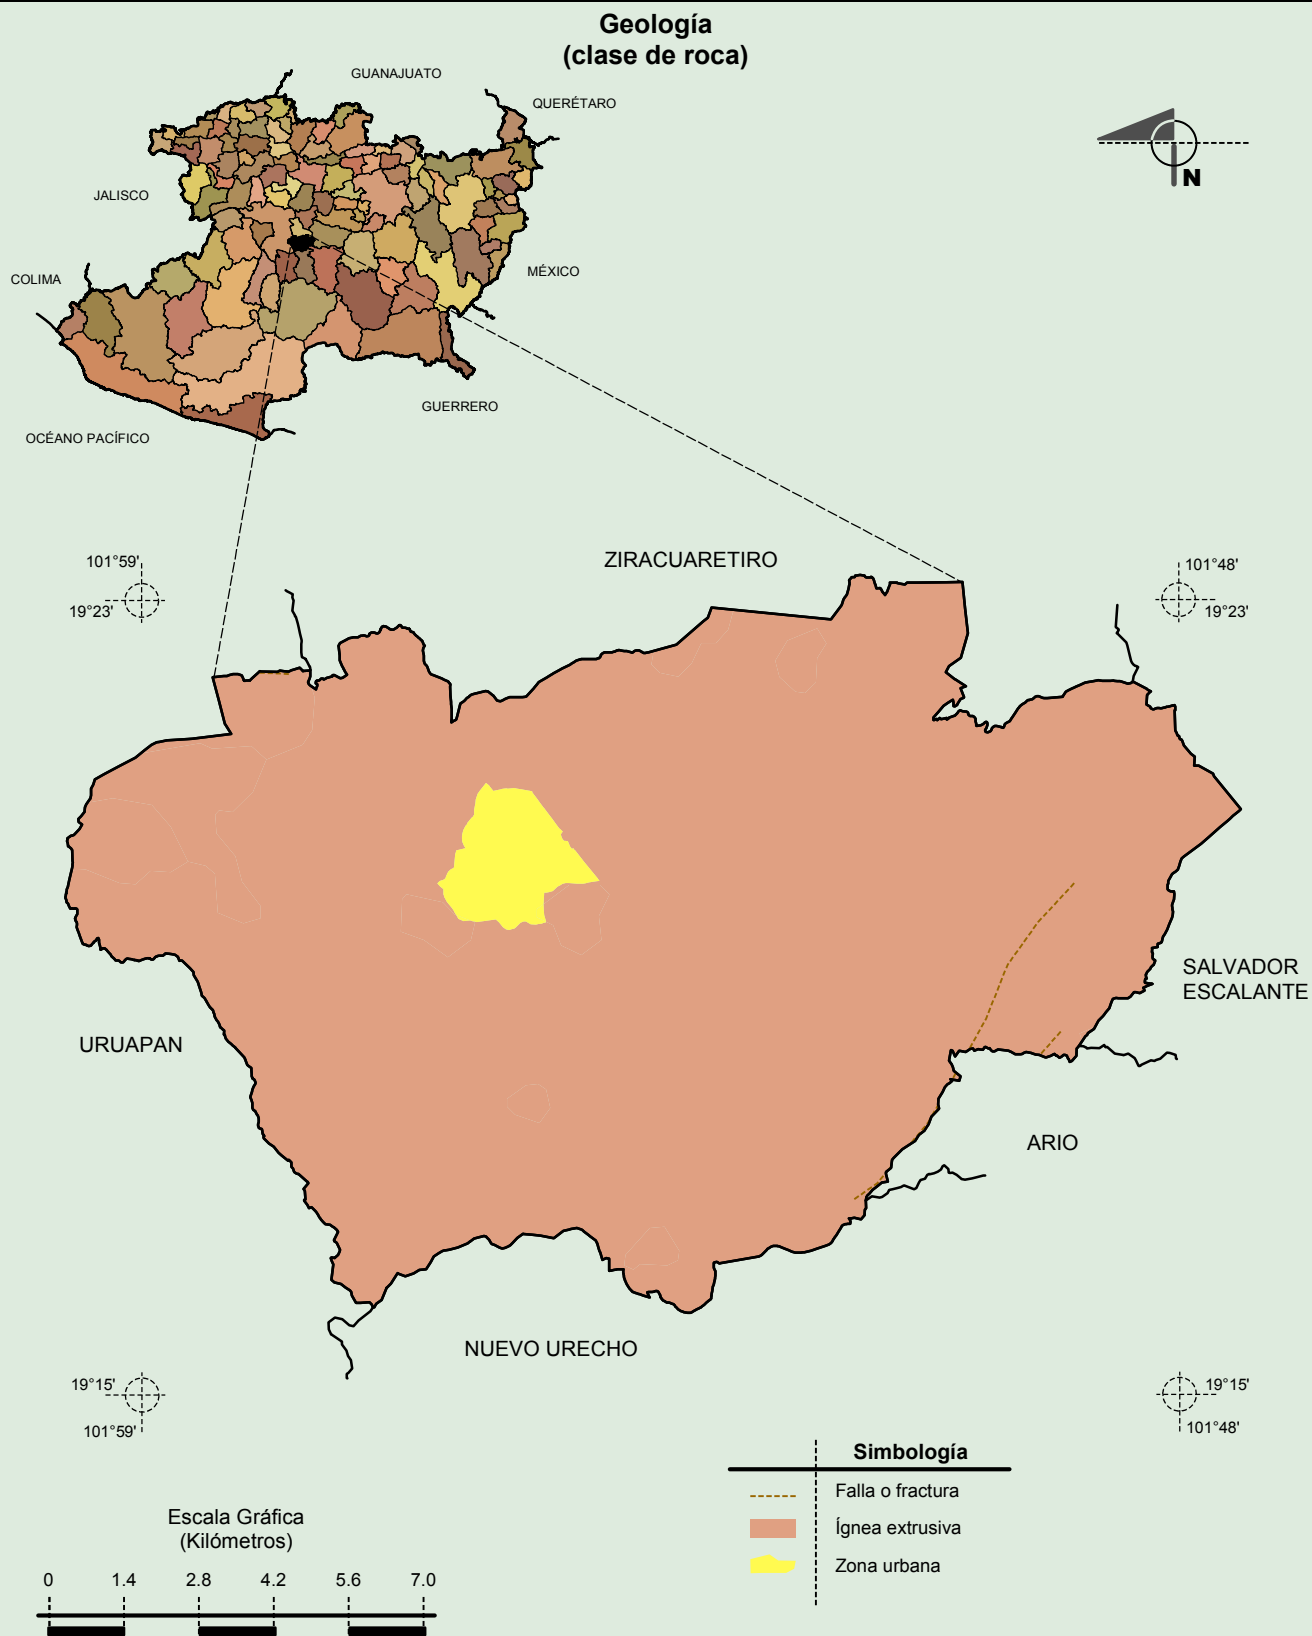 Geología
(clase de roca)
GUANAJUATO
QUERÉTARO
JALISCO
N
COLIMA
MÉXICO
GUERRERO
OCÉANO PACÍFICO
ZIRACUARETIRO
101°59'
19°23'
101°48'
19°23'
SALVADOR
ESCALANTE
URUAPAN
ARIO
NUEVO URECHO
19°15'
101°59'
19°15'
101°48'
Simbología
Falla o fractura
Ígnea extrusiva
Zona urbana
Escala Gráfica
(Kilómetros)
0 1.4 2.8 4.2 5.6 7.0